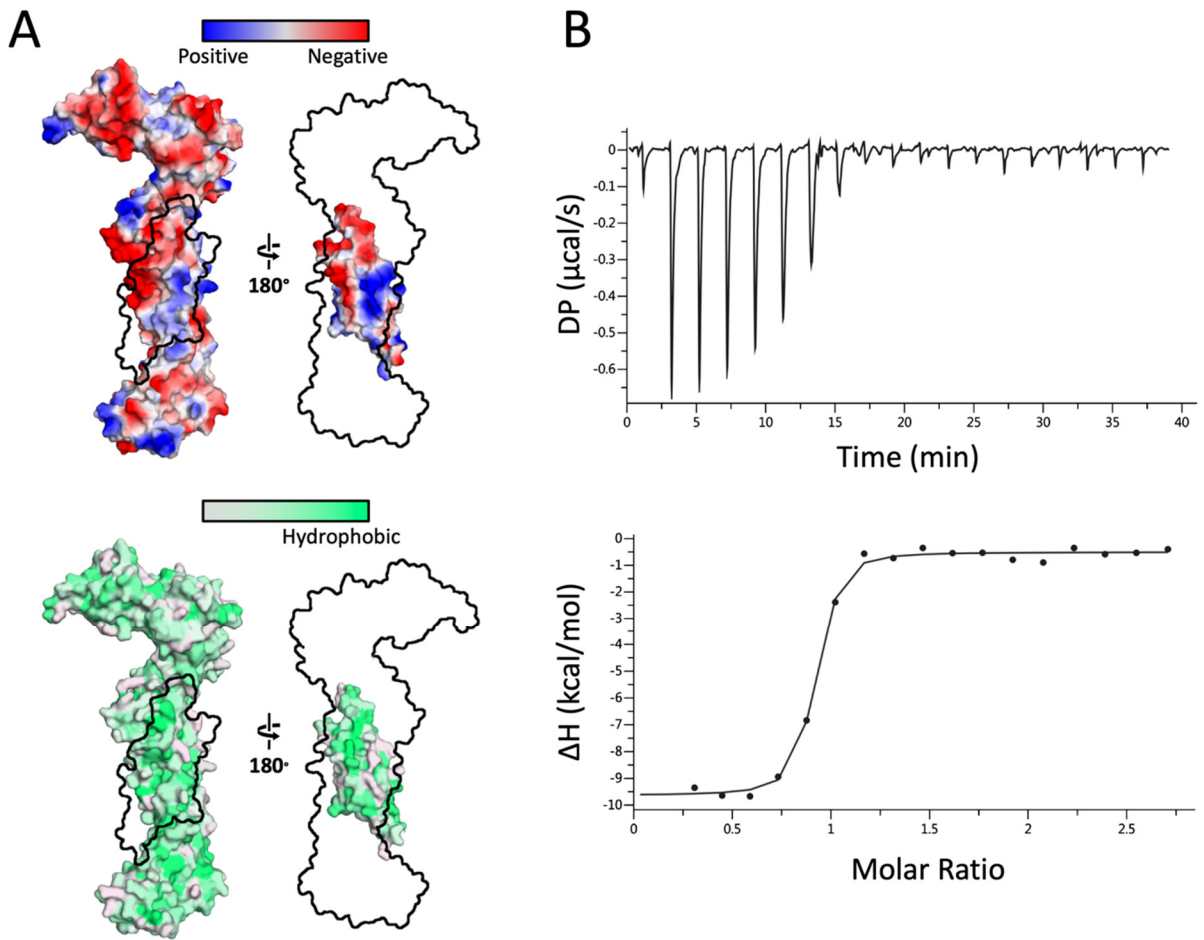 A
Positive Negative
180°
Hydrophobic
180°
B
DP (µcal/s)
0
-0.1
-0.2
-0.3
-0.4
-0.5
-0.6
0 5 10 15 20 25 30 35 40
Time (min)
ΔH (kcal/mol)
0
-1
-2
-3
-4
-5
-6
-7
-8
-9
-10
0 0.5 1 1.5 2 2.5
Molar Ratio